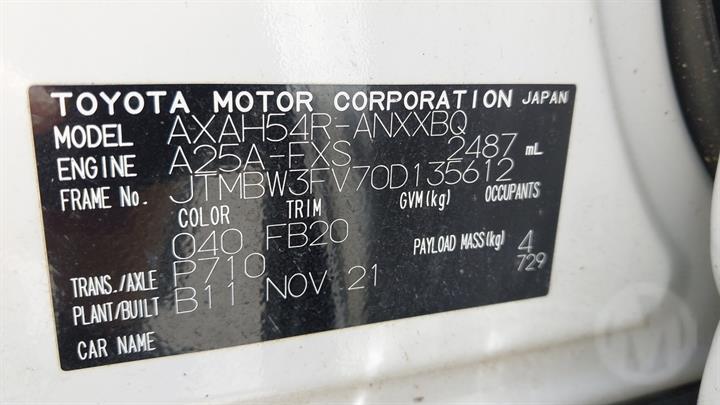 TOYOTA MOTOR CORPORATION JAPAN
MODEL AXAH54R-ANXXBQ
ENGINE A25A-FXS 2487 mL
FRAME No. JTMBW3FV70D135612
COLOR TRIM GVM(kg) OCCUPANTS
040 FB20
PAYLOAD MASS(kg) 4
TRANS./AXLE P710 729
PLANT/BUILT B11 NOV 21
CAR NAME
M